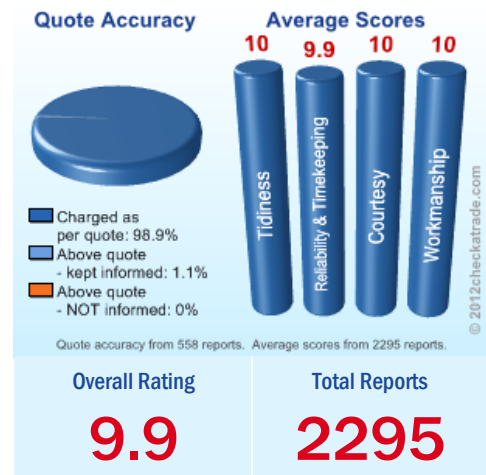 Quote Accuracy
Charged as
per quote: 98.9%
Above quote
- kept informed: 1.1%
Above quote
- NOT informed: 0%
Average Scores
10
9.9
10
10
Tidiness
Reliability & Timekeeping
Courtesy
Workmanship
© 2012checkatrade.com
Quote accuracy from 558 reports. Average scores from 2295 reports.
Overall Rating
9.9
Total Reports
2295